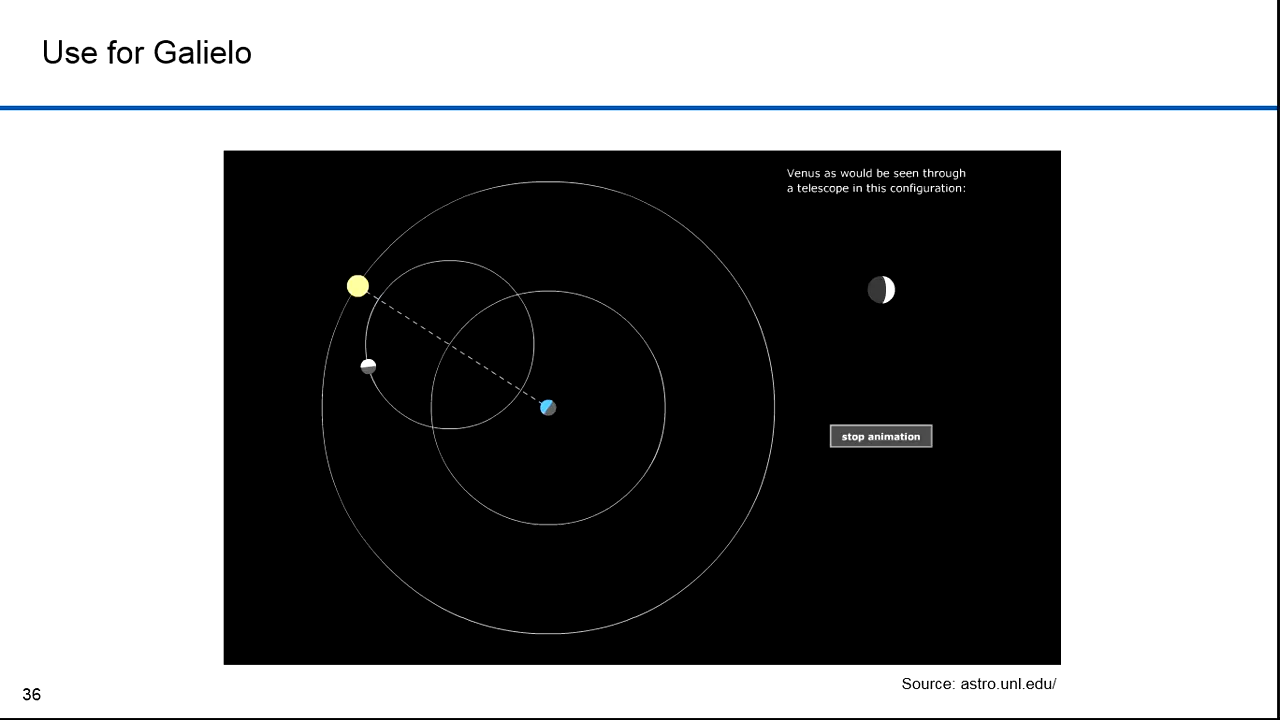 Use for Galielo
Venus as would be seen through
a telescope in this configuration:
stop animation
Source: astro.unl.edu/
36